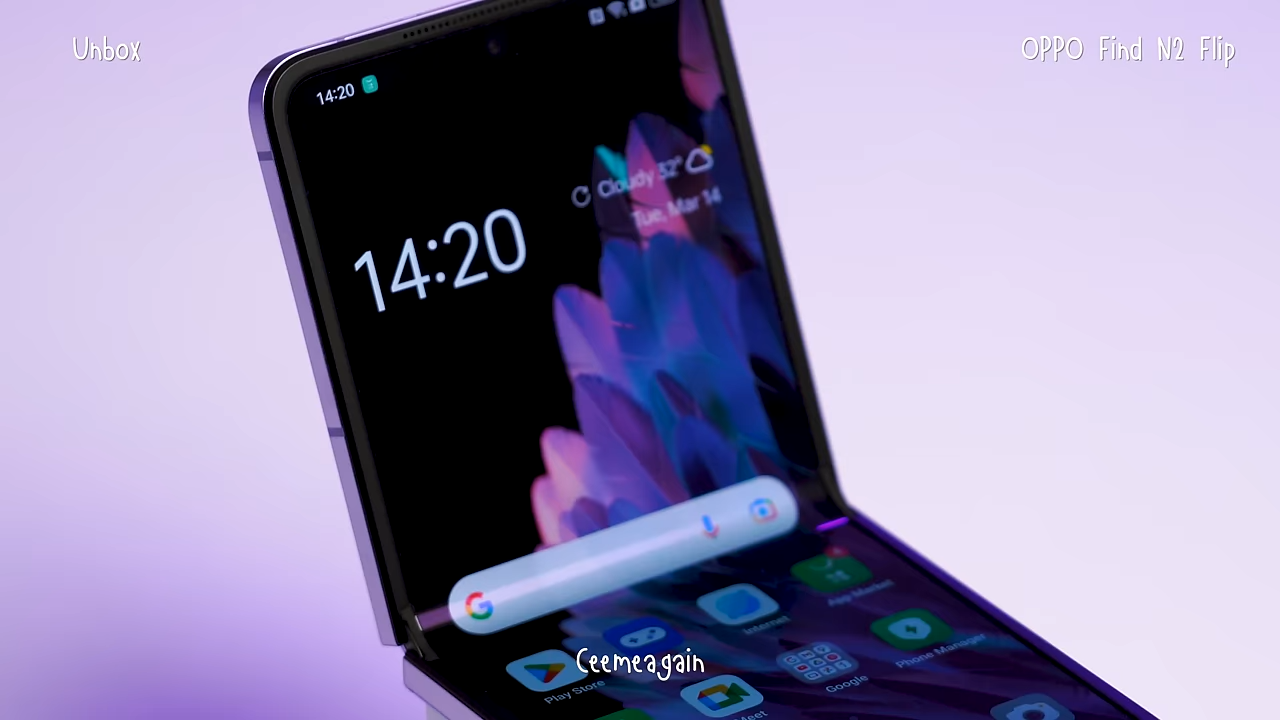 Unbox
OPPO Find N2 Flip
14:20
Cloudy 32°
Tue, Mar 14
14:20
App Market
Internet
Phone Manager
Play Store
Google
Meet
Ceemeagain